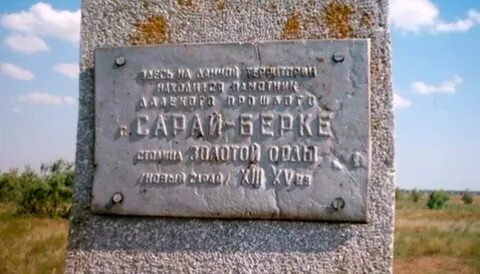 ЗДЕСЬ НА ДАННОЙ ТЕРРИТОРИИ
НАХОДИТСЯ ПАМЯТНИК
ДАЛЕКОГО ПРОШЛОГО
г. САРАЙ-БЕРКЕ
СТОЛИЦА ЗОЛОТОЙ ОРДЫ
/НОВЫЙ САРАЙ/ XIII XV вв